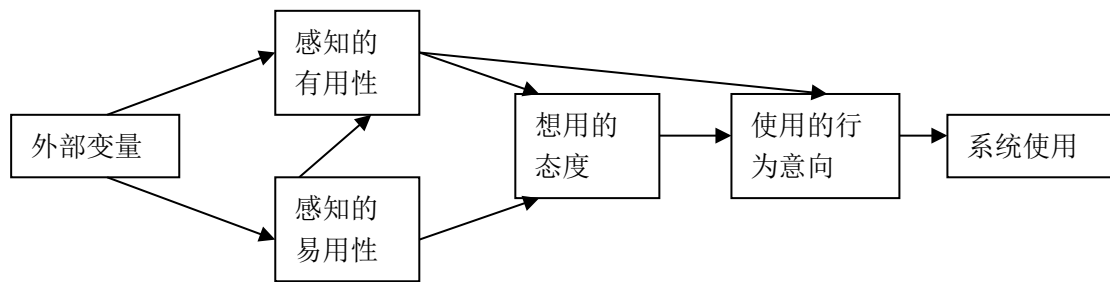 外部变量
感知的
有用性
感知的
易用性
想用的
态度
使用的行
为意向
系统使用